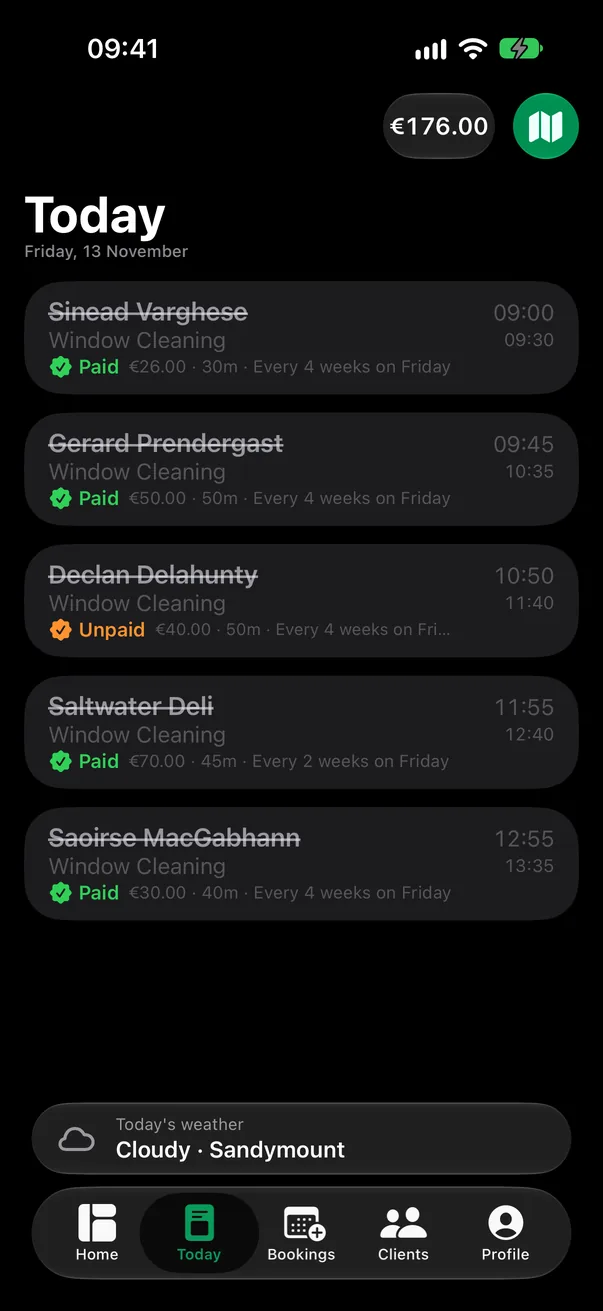 09:41
€176.00
Today
Friday, 13 November
Sinead Varghese 09:00
Window Cleaning 09:30
Paid €26.00 · 30m · Every 4 weeks on Friday
Gerard Prendergast 09:45
Window Cleaning 10:35
Paid €50.00 · 50m · Every 4 weeks on Friday
Declan Delahunty 10:50
Window Cleaning 11:40
Unpaid €40.00 · 50m · Every 4 weeks on Fri...
Saltwater Deli 11:55
Window Cleaning 12:40
Paid €70.00 · 45m · Every 2 weeks on Friday
Saoirse MacGabhann 12:55
Window Cleaning 13:35
Paid €30.00 · 40m · Every 4 weeks on Friday
Today's weather
Cloudy · Sandymount
Home Today Bookings Clients Profile